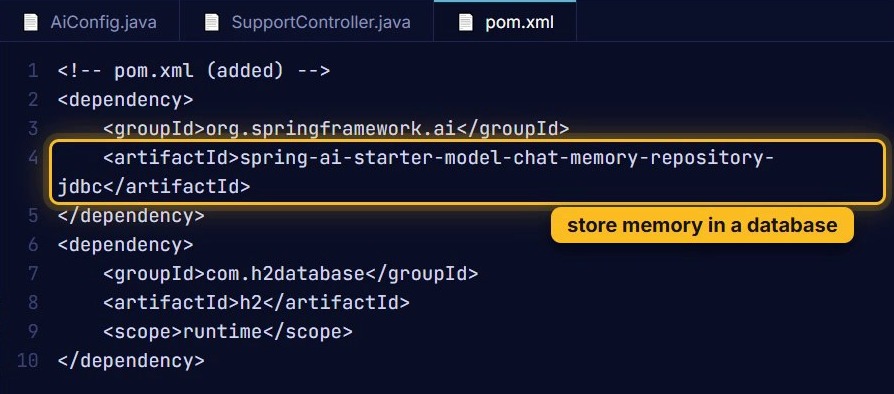 AiConfig.java
SupportController.java
pom.xml
1 <!-- pom.xml (added) -->
2 <dependency>
3 <groupId>org.springframework.ai</groupId>
4 <artifactId>spring-ai-starter-model-chat-memory-repository-
jdbc</artifactId>
5 </dependency>
store memory in a database
6 <dependency>
7 <groupId>com.h2database</groupId>
8 <artifactId>h2</artifactId>
9 <scope>runtime</scope>
10 </dependency>